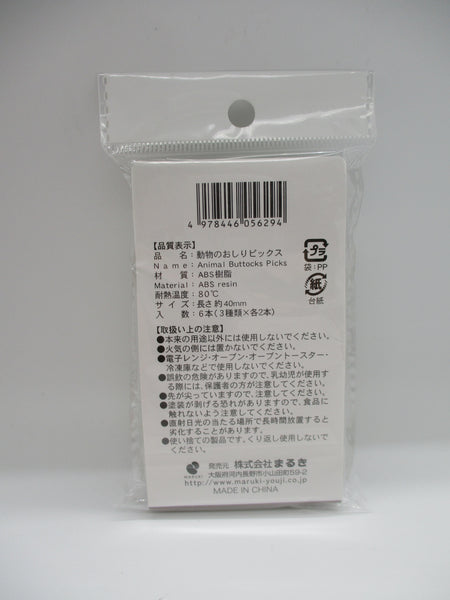 4 978446 056294
【品質表示】
品 名：動物のおしりピックス
Name：Animal Buttocks Picks
材 質：ABS樹脂
Material：ABS resin
耐熱温度：80℃
サイズ：長さ約40mm
入 数：6本(3種類×各2本)
プラ
袋：PP
紙
台紙
【取扱い上の注意】
●本来の用途以外には使用しないでください。
●火気の側には置かないでください。
●電子レンジ・オーブン・オーブントースター・
冷凍庫などで使用しないでください。
●誤飲の危険がありますので、乳幼児が使用す
る際には、保護者の方が注意してください。
●先が尖っていますので、注意してください。
●塗装が剥げる恐れがありますので、食品に
触れないよう注意してください。
●直射日光の当たる場所で長時間放置すると
劣化することがあります。
●使い捨ての製品です。くり返し使用しないで
ください。
MARUKI
発売元 株式会社まるき
大阪府河内長野市小山田町59-2
http://www.maruki-youji.co.jp
MADE IN CHINA